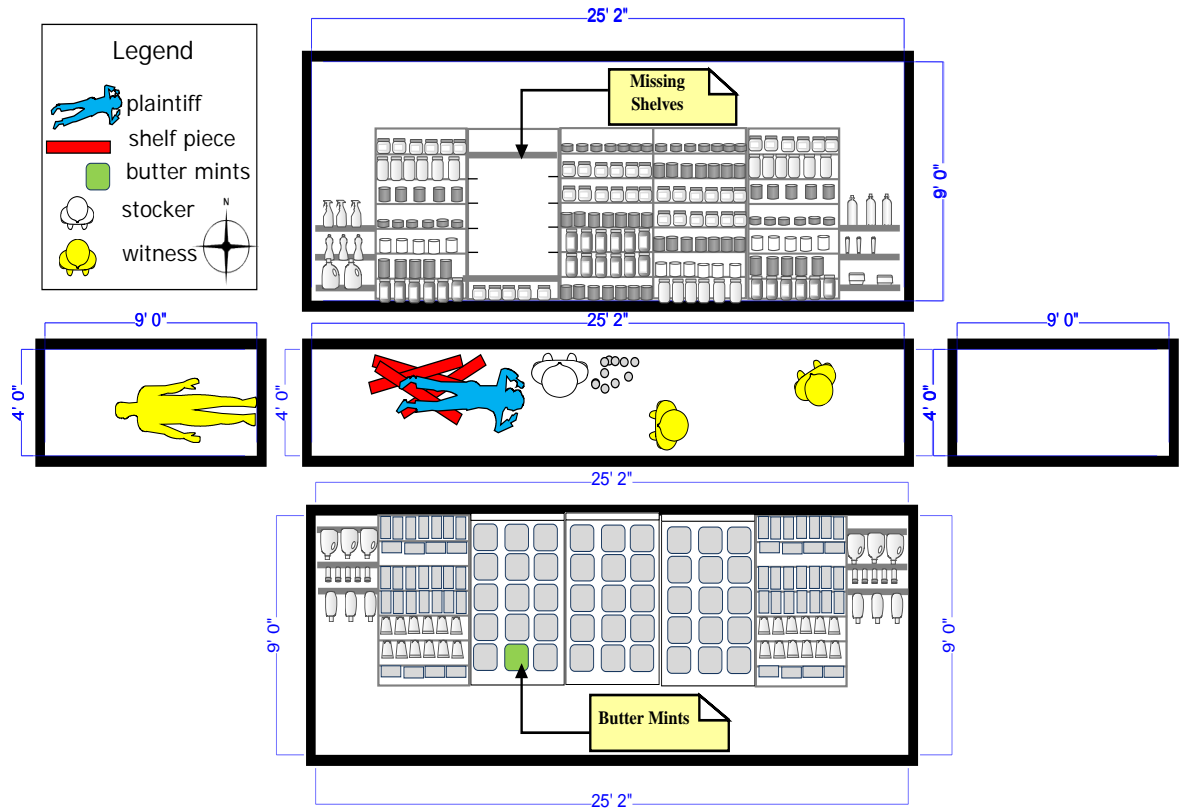 Legend
plaintiff
shelf piece
butter mints
stocker
N
witness
25' 2"
Missing
Shelves
9' 0"
9' 0"
25' 2"
9' 0"
4' 0"
4' 0"
4' 0"
25' 2"
9' 0"
9' 0"
Butter Mints
25' 2"